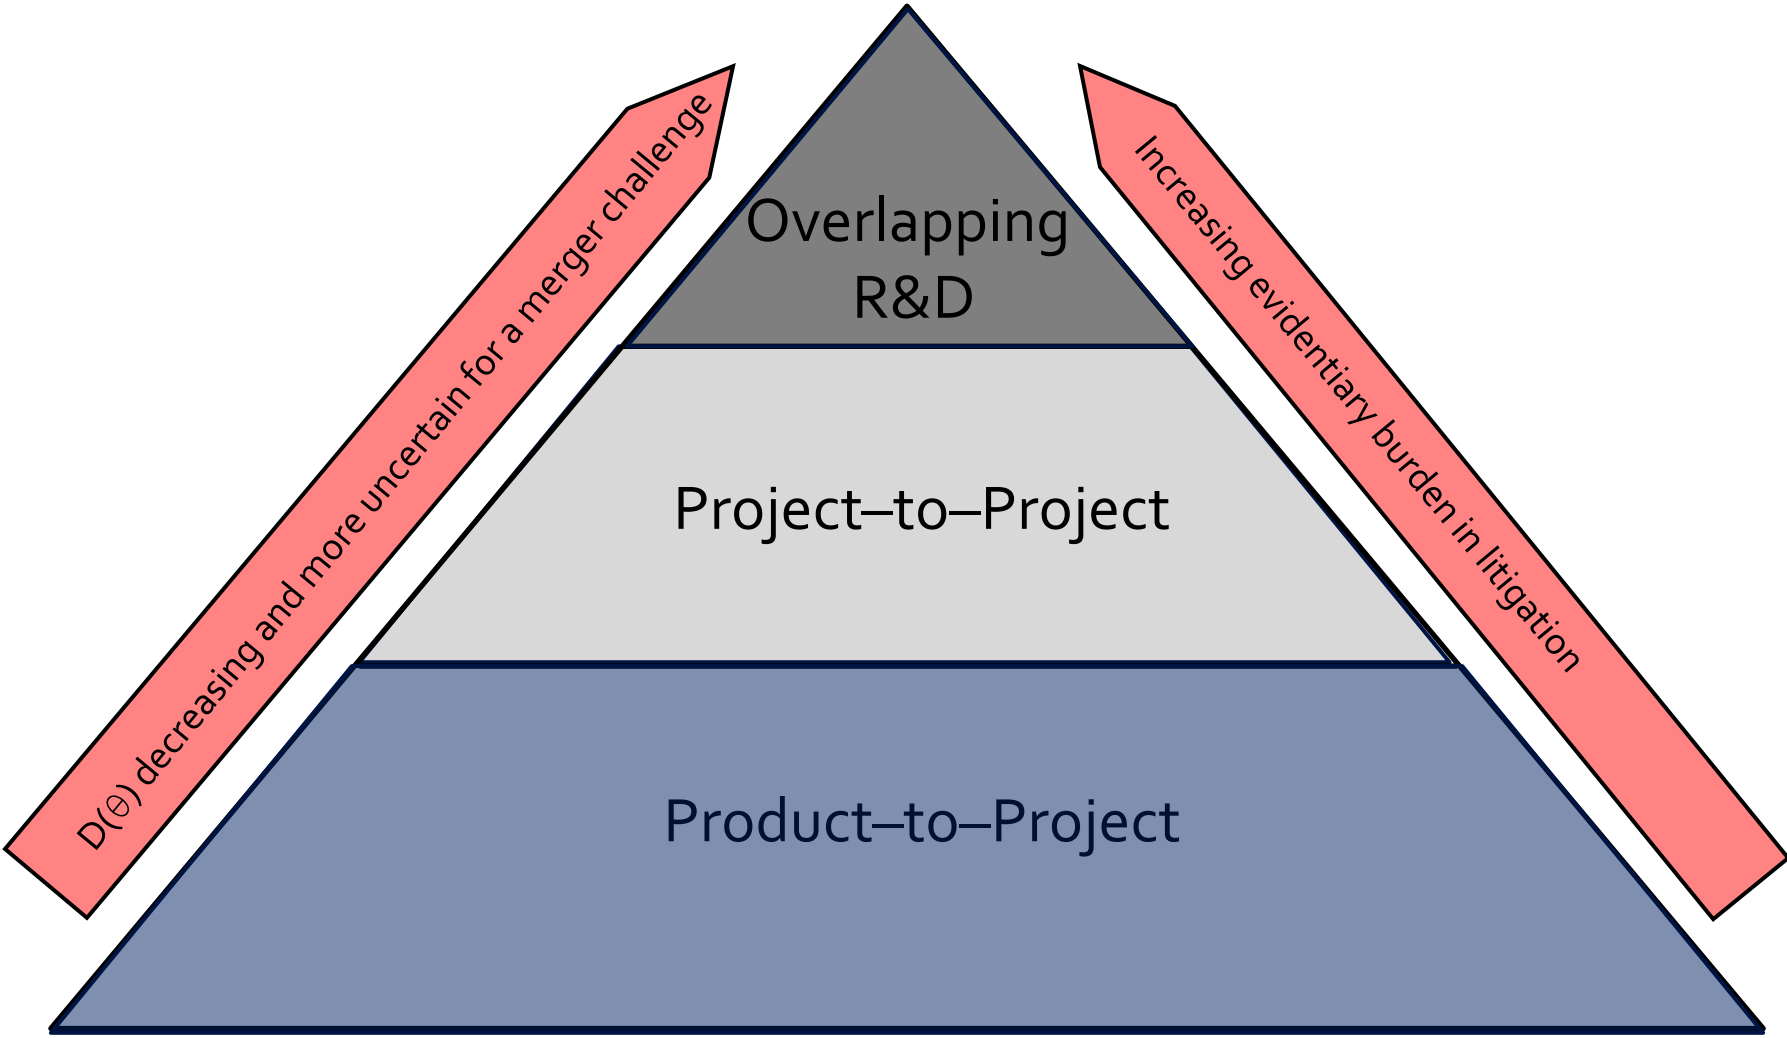 D(θ) decreasing and more uncertain for a merger challenge
Increasing evidentiary burden in litigation
Overlapping
R&D
Project–to–Project
Product–to–Project